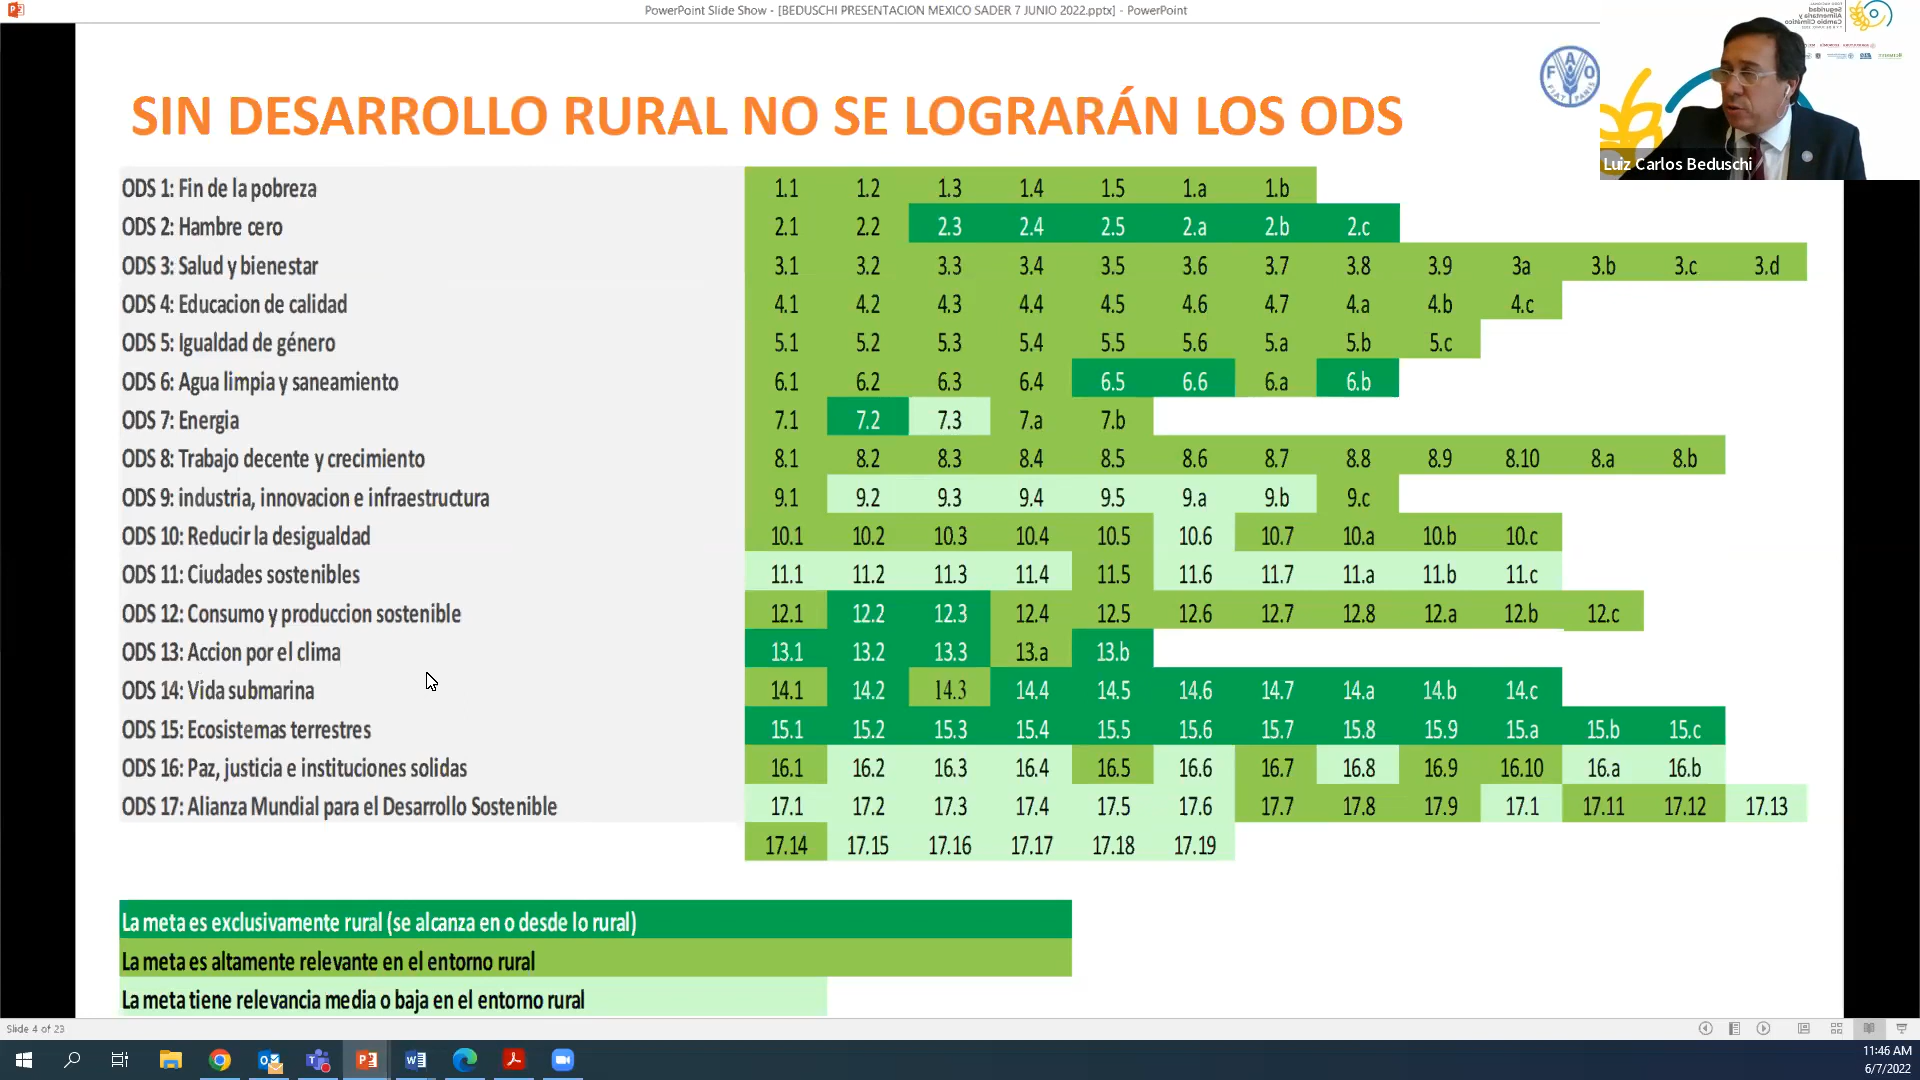 PowerPoint Slide Show - [BEDUSCHI PRESENTACION MEXICO SADER 7 JUNIO 2022.pptx] - PowerPoint
SIN DESARROLLO RURAL NO SE LOGRARÁN LOS ODS
FAO
FIAT PANIS
Luiz Carlos Beduschi
ODS 1: Fin de la pobreza 1.1 1.2 1.3 1.4 1.5 1.a 1.b
ODS 2: Hambre cero 2.1 2.2 2.3 2.4 2.5 2.a 2.b 2.c
ODS 3: Salud y bienestar 3.1 3.2 3.3 3.4 3.5 3.6 3.7 3.8 3.9 3a 3.b 3.c 3.d
ODS 4: Educacion de calidad 4.1 4.2 4.3 4.4 4.5 4.6 4.7 4.a 4.b 4.c
ODS 5: Igualdad de género 5.1 5.2 5.3 5.4 5.5 5.6 5.a 5.b 5.c
ODS 6: Agua limpia y saneamiento 6.1 6.2 6.3 6.4 6.5 6.6 6.a 6.b
ODS 7: Energia 7.1 7.2 7.3 7.a 7.b
ODS 8: Trabajo decente y crecimiento 8.1 8.2 8.3 8.4 8.5 8.6 8.7 8.8 8.9 8.10 8.a 8.b
ODS 9: industria, innovacion e infraestructura 9.1 9.2 9.3 9.4 9.5 9.a 9.b 9.c
ODS 10: Reducir la desigualdad 10.1 10.2 10.3 10.4 10.5 10.6 10.7 10.a 10.b 10.c
ODS 11: Ciudades sostenibles 11.1 11.2 11.3 11.4 11.5 11.6 11.7 11.a 11.b 11.c
ODS 12: Consumo y produccion sostenible 12.1 12.2 12.3 12.4 12.5 12.6 12.7 12.8 12.a 12.b 12.c
ODS 13: Accion por el clima 13.1 13.2 13.3 13.a 13.b
ODS 14: Vida submarina 14.1 14.2 14.3 14.4 14.5 14.6 14.7 14.a 14.b 14.c
ODS 15: Ecosistemas terrestres 15.1 15.2 15.3 15.4 15.5 15.6 15.7 15.8 15.9 15.a 15.b 15.c
ODS 16: Paz, justicia e instituciones solidas 16.1 16.2 16.3 16.4 16.5 16.6 16.7 16.8 16.9 16.10 16.a 16.b
ODS 17: Alianza Mundial para el Desarrollo Sostenible 17.1 17.2 17.3 17.4 17.5 17.6 17.7 17.8 17.9 17.1 17.11 17.12 17.13
17.14 17.15 17.16 17.17 17.18 17.19
La meta es exclusivamente rural (se alcanza en o desde lo rural)
La meta es altamente relevante en el entorno rural
La meta tiene relevancia media o baja en el entorno rural
Slide 4 of 23
11:46 AM
6/7/2022